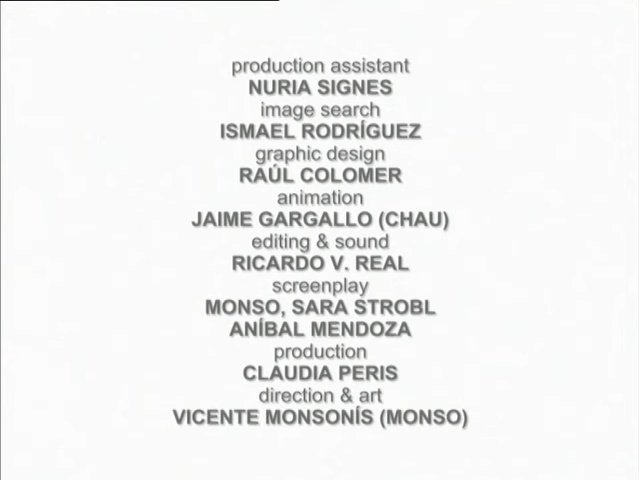 production assistant
NURIA SIGNES
image search
ISMAEL RODRÍGUEZ
graphic design
RAÚL COLOMER
animation
JAIME GARGALLO (CHAU)
editing & sound
RICARDO V. REAL
screenplay
MONSO, SARA STROBL
ANÍBAL MENDOZA
production
CLAUDIA PERIS
direction & art
VICENTE MONSONÍS (MONSO)